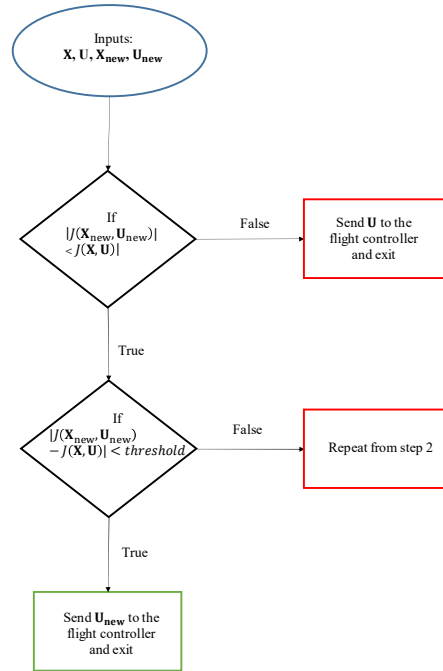 Inputs:
X, U, X_new, U_new
If
|J(X_new, U_new)|
< J(X, U)|
False
Send U to the
flight controller
and exit
True
If
|J(X_new, U_new)
− J(X, U)| < threshold
False
Repeat from step 2
True
Send U_new to the
flight controller
and exit